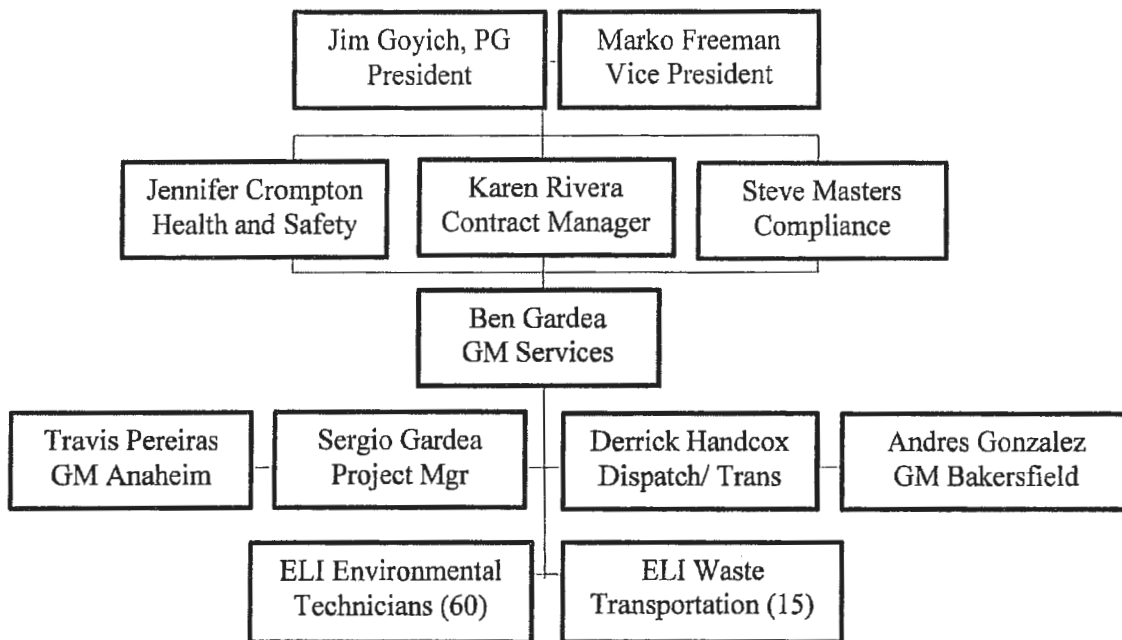 Jim Goyich, PG
President
Marko Freeman
Vice President
Jennifer Crompton
Health and Safety
Karen Rivera
Contract Manager
Steve Masters
Compliance
Ben Gardea
GM Services
Travis Pereiras
GM Anaheim
Sergio Gardea
Project Mgr
Derrick Handcox
Dispatch/ Trans
Andres Gonzalez
GM Bakersfield
ELI Environmental
Technicians (60)
ELI Waste
Transportation (15)